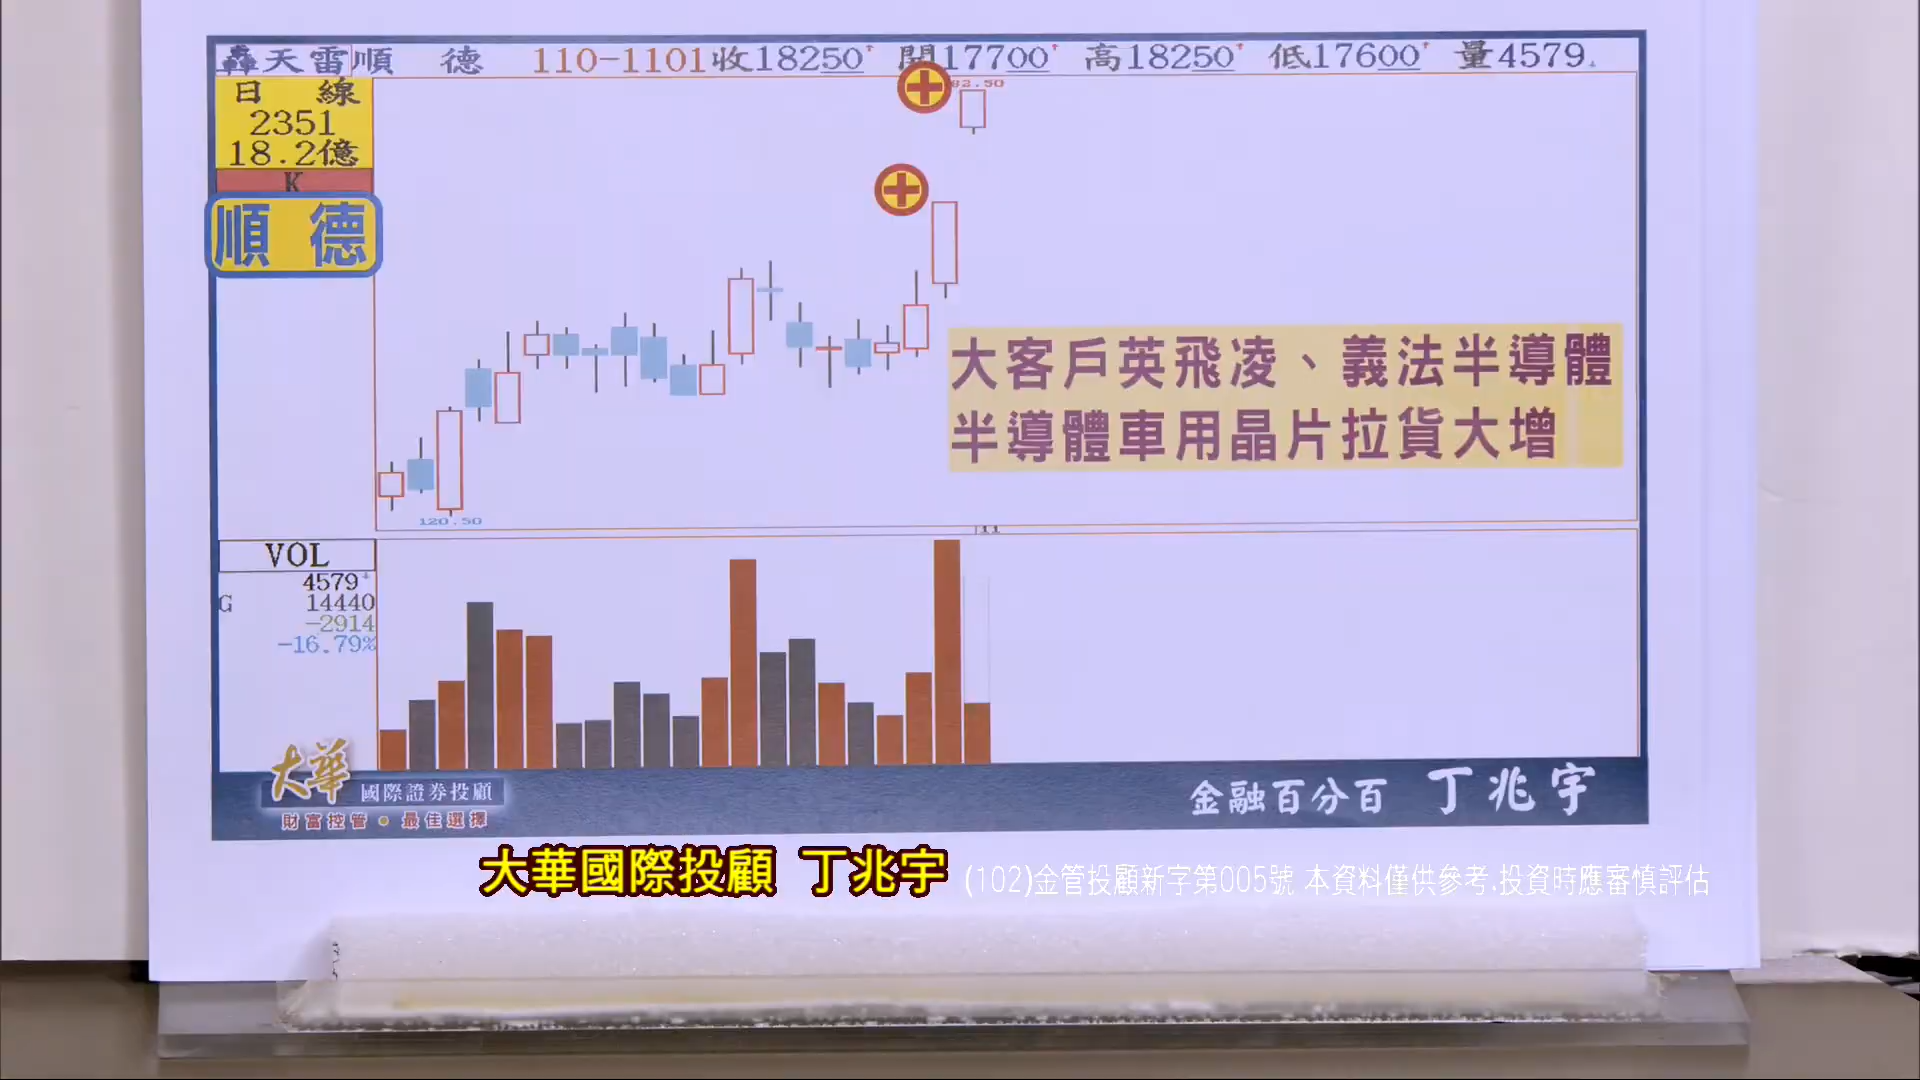 轟天雷順 德 110-1101收18250↑ 開17700↑ 高18250↑ 低17600↑ 量4579
日 線
2351
18.2億
K
順 德
82.50
大客戶英飛凌、義法半導體
半導體車用晶片拉貨大增
120.50
11
VOL
4579
G 14440
-2914
-16.79%
大華 國際證券投顧
財富控管 • 最佳選擇
金融百分百 丁兆宇
大華國際投顧 丁兆宇 (102)金管投顧新字第005號 本資料僅供參考.投資時應審慎評估